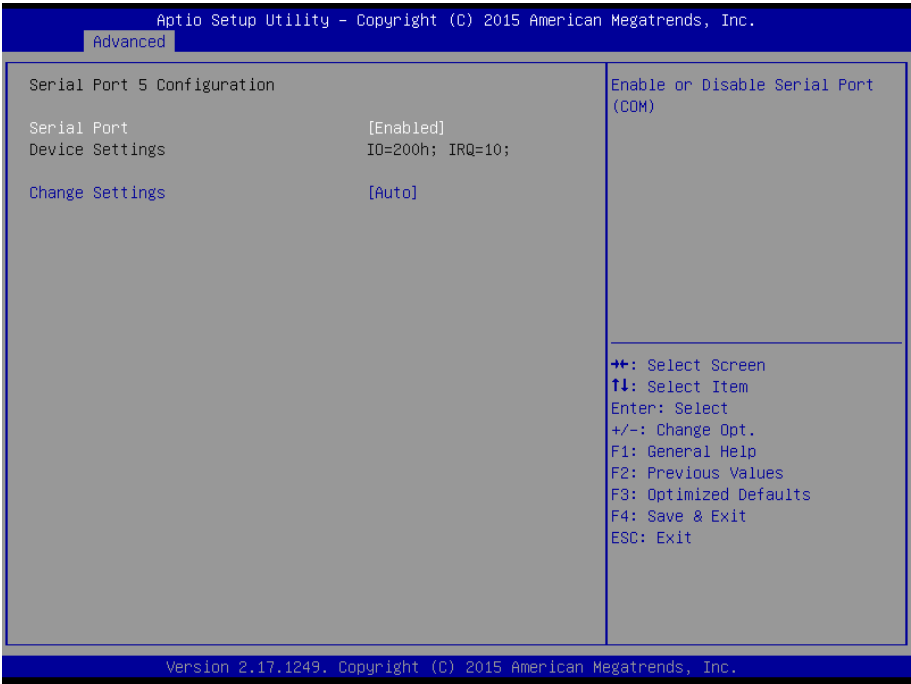 Aptio Setup Utility – Copyright (C) 2015 American Megatrends, Inc.
Advanced
Serial Port 5 Configuration
Serial Port [Enabled]
Device Settings IO=200h; IRQ=10;
Change Settings [Auto]
Enable or Disable Serial Port
(COM)
→←: Select Screen
↑↓: Select Item
Enter: Select
+/-: Change Opt.
F1: General Help
F2: Previous Values
F3: Optimized Defaults
F4: Save & Exit
ESC: Exit
Version 2.17.1249. Copyright (C) 2015 American Megatrends, Inc.